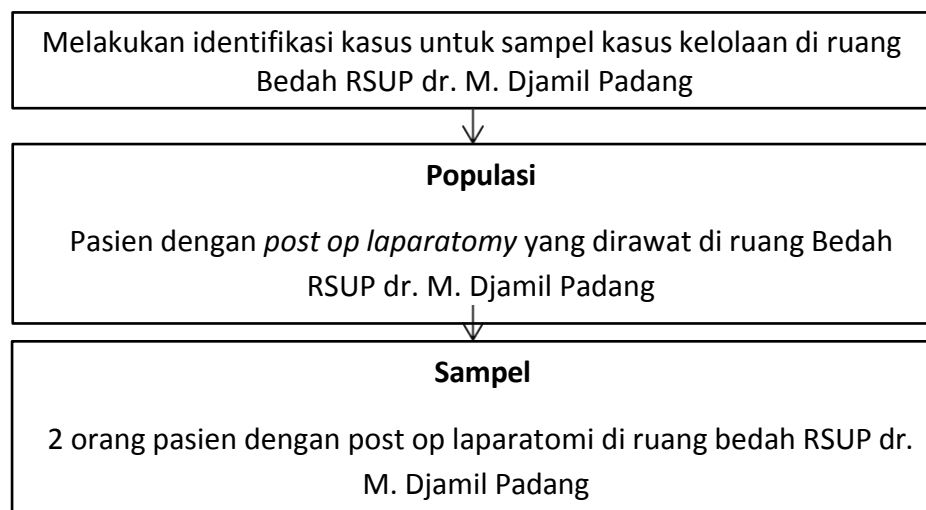 Melakukan identifikasi kasus untuk sampel kasus kelolaan di ruang
Bedah RSUP dr. M. Djamil Padang
Populasi
Pasien dengan post op laparatomy yang dirawat di ruang Bedah
RSUP dr. M. Djamil Padang
Sampel
2 orang pasien dengan post op laparatomi di ruang bedah RSUP dr.
M. Djamil Padang